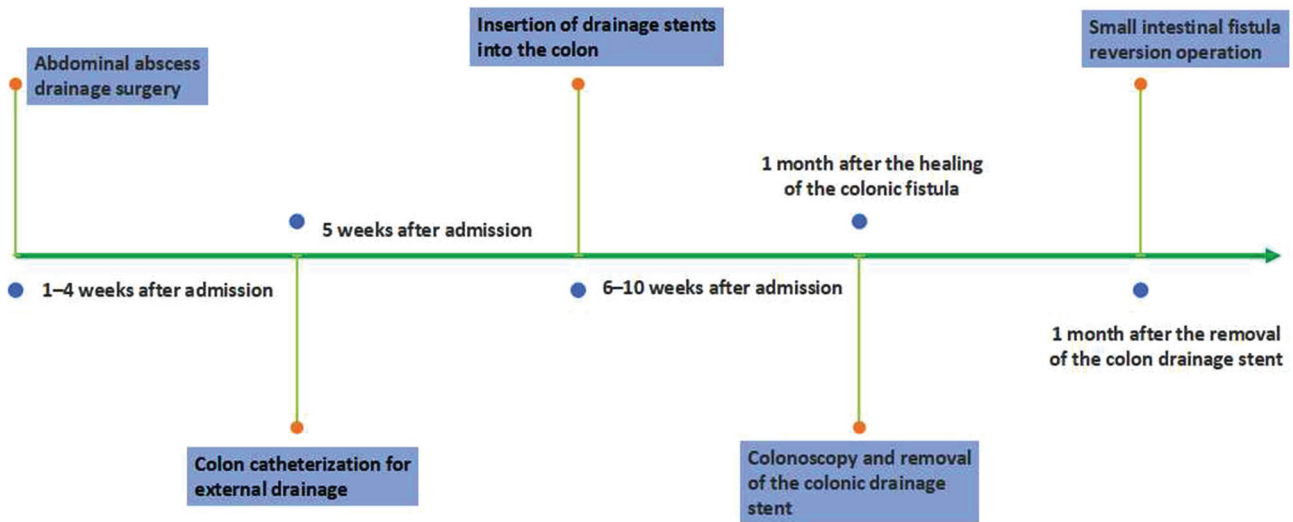 Abdominal abscess
drainage surgery
1–4 weeks after admission
5 weeks after admission
Colon catheterization for
external drainage
Insertion of drainage stents
into the colon
6–10 weeks after admission
1 month after the healing
of the colonic fistula
Colonoscopy and removal
of the colonic drainage
stent
Small intestinal fistula
reversion operation
1 month after the removal
of the colon drainage stent